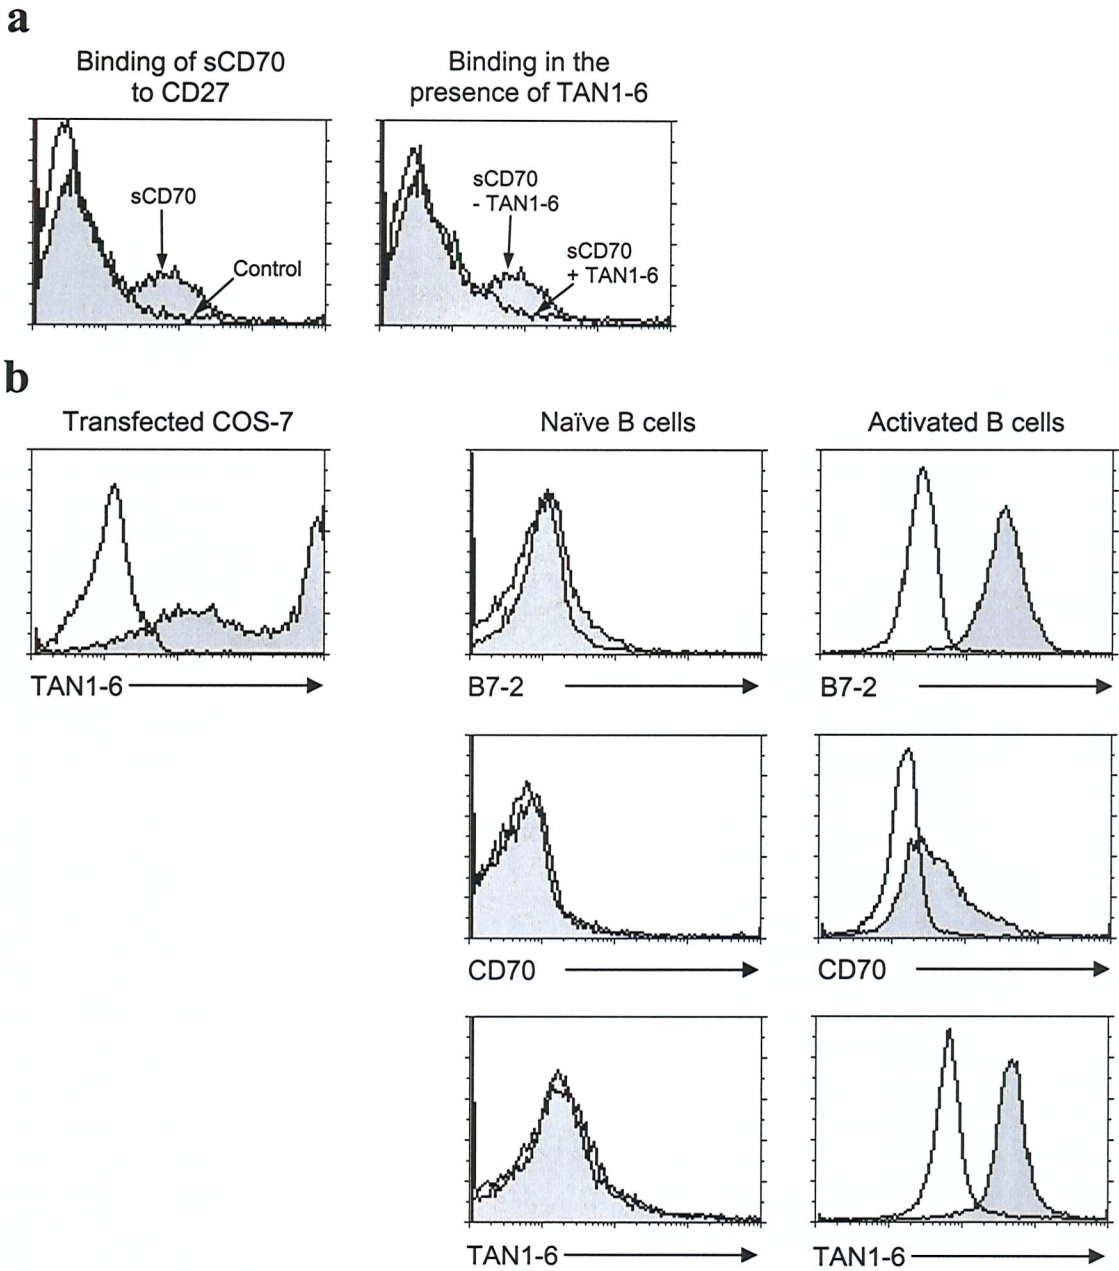 a
Binding of sCD70
to CD27
Binding in the
presence of TAN1-6
sCD70
Control
sCD70
- TAN1-6
sCD70
+ TAN1-6
b
Transfected COS-7
Naïve B cells
Activated B cells
TAN1-6
B7-2
B7-2
CD70
CD70
TAN1-6
TAN1-6